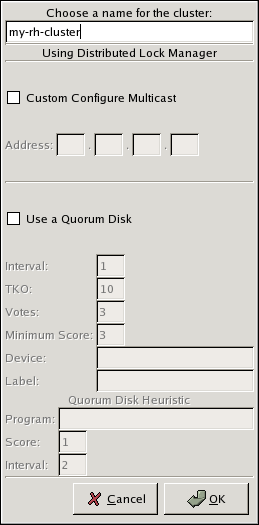 Choose a name for the cluster:
my-rh-cluster
Using Distributed Lock Manager
Custom Configure Multicast
Address: . . .
Use a Quorum Disk
Interval: 1
TKO: 10
Votes: 3
Minimum Score: 3
Device:
Label:
Quorum Disk Heuristic
Program:
Score: 1
Interval: 2
Cancel OK